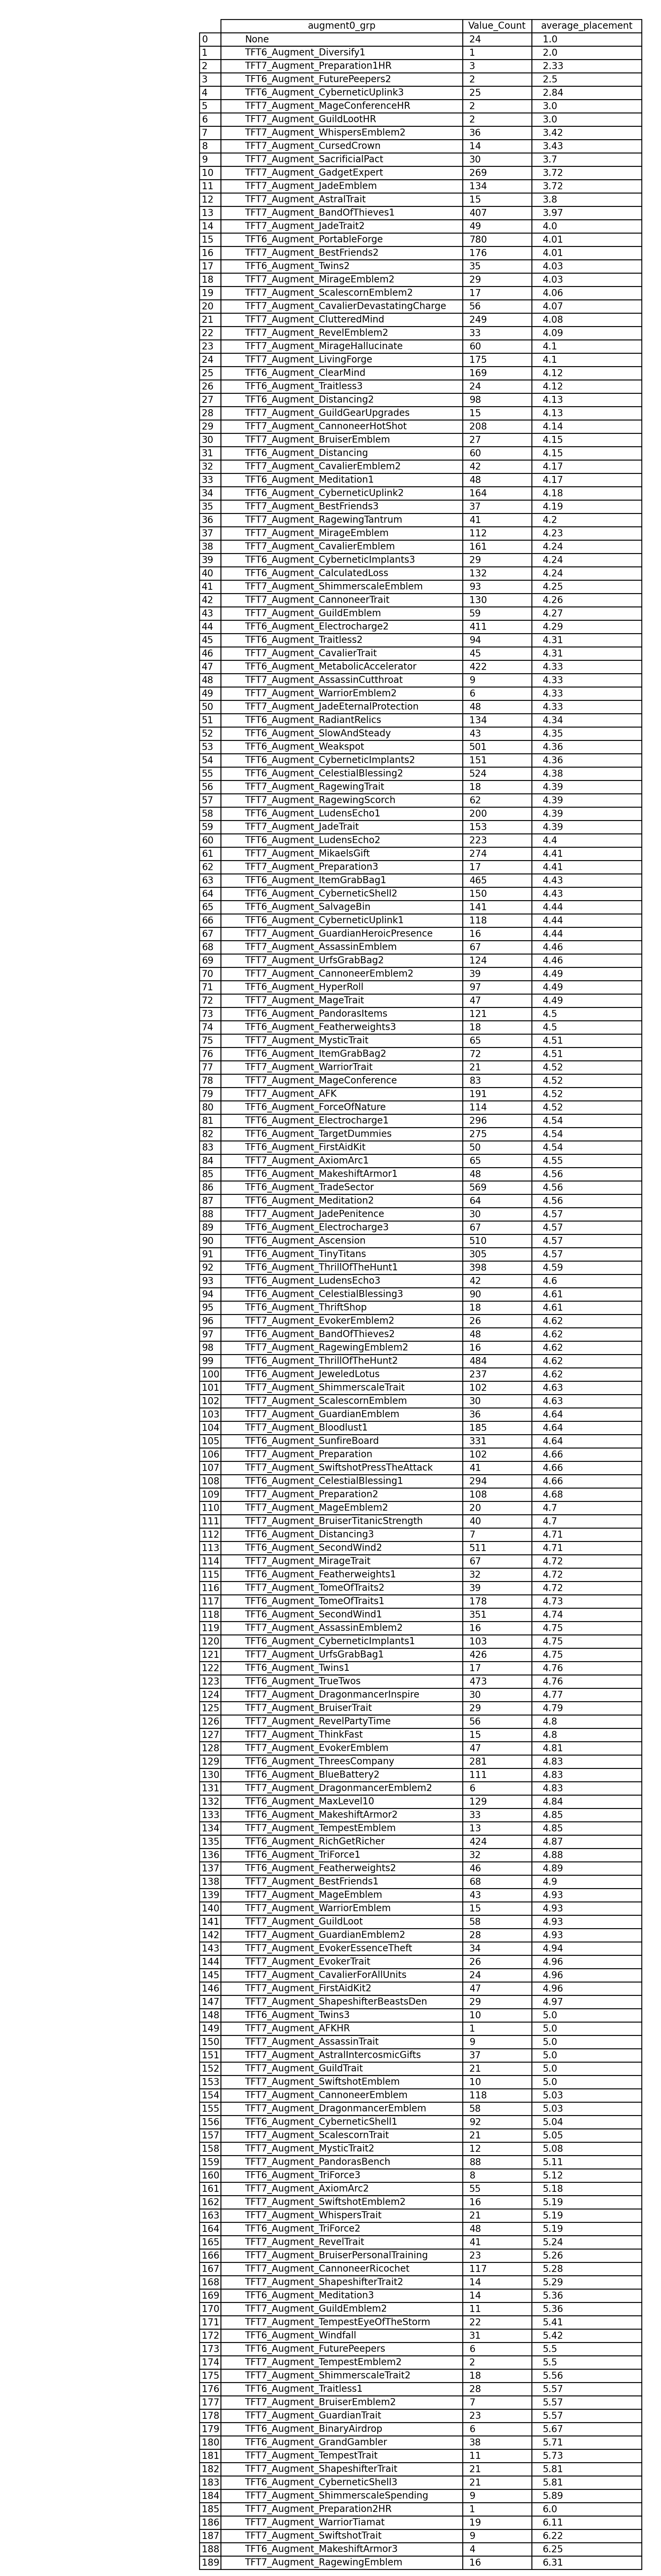 augment0_grp Value_Count average_placement
0 None 24 1.0
1 TFT6_Augment_Diversify1 1 2.0
2 TFT7_Augment_Preparation1HR 3 2.33
3 TFT6_Augment_FuturePeepers2 2 2.5
4 TFT6_Augment_CyberneticUplink3 25 2.84
5 TFT7_Augment_MageConferenceHR 2 3.0
6 TFT7_Augment_GuildLootHR 2 3.0
7 TFT7_Augment_WhispersEmblem2 36 3.42
8 TFT7_Augment_CursedCrown 14 3.43
9 TFT7_Augment_SacrificialPact 30 3.7
10 TFT7_Augment_GadgetExpert 269 3.72
11 TFT7_Augment_JadeEmblem 134 3.72
12 TFT7_Augment_AstralTrait 15 3.8
13 TFT7_Augment_BandOfThieves1 407 3.97
14 TFT7_Augment_JadeTrait2 49 4.0
15 TFT6_Augment_PortableForge 780 4.01
16 TFT7_Augment_BestFriends2 176 4.01
17 TFT6_Augment_Twins2 35 4.03
18 TFT7_Augment_MirageEmblem2 29 4.03
19 TFT7_Augment_ScalescornEmblem2 17 4.06
20 TFT7_Augment_CavalierDevastatingCharge 56 4.07
21 TFT7_Augment_ClutteredMind 249 4.08
22 TFT7_Augment_RevelEmblem2 33 4.09
23 TFT7_Augment_MirageHallucinate 60 4.1
24 TFT7_Augment_LivingForge 175 4.1
25 TFT6_Augment_ClearMind 169 4.12
26 TFT6_Augment_Traitless3 24 4.12
27 TFT6_Augment_Distancing2 98 4.13
28 TFT7_Augment_GuildGearUpgrades 15 4.13
29 TFT7_Augment_CannoneerHotShot 208 4.14
30 TFT7_Augment_BruiserEmblem 27 4.15
31 TFT6_Augment_Distancing 60 4.15
32 TFT7_Augment_CavalierEmblem2 42 4.17
33 TFT6_Augment_Meditation1 48 4.17
34 TFT6_Augment_CyberneticUplink2 164 4.18
35 TFT7_Augment_BestFriends3 37 4.19
36 TFT7_Augment_RagewingTantrum 41 4.2
37 TFT7_Augment_MirageEmblem 112 4.23
38 TFT7_Augment_CavalierEmblem 161 4.24
39 TFT6_Augment_CyberneticImplants3 29 4.24
40 TFT6_Augment_CalculatedLoss 132 4.24
41 TFT7_Augment_ShimmerscaleEmblem 93 4.25
42 TFT7_Augment_CannoneerTrait 130 4.26
43 TFT7_Augment_GuildEmblem 59 4.27
44 TFT6_Augment_Electrocharge2 411 4.29
45 TFT6_Augment_Traitless2 94 4.31
46 TFT7_Augment_CavalierTrait 45 4.31
47 TFT6_Augment_MetabolicAccelerator 422 4.33
48 TFT7_Augment_AssassinCutthroat 9 4.33
49 TFT7_Augment_WarriorEmblem2 6 4.33
50 TFT7_Augment_JadeEternalProtection 48 4.33
51 TFT6_Augment_RadiantRelics 134 4.34
52 TFT6_Augment_SlowAndSteady 43 4.35
53 TFT6_Augment_Weakspot 501 4.36
54 TFT6_Augment_CyberneticImplants2 151 4.36
55 TFT6_Augment_CelestialBlessing2 524 4.38
56 TFT7_Augment_RagewingTrait 18 4.39
57 TFT7_Augment_RagewingScorch 62 4.39
58 TFT6_Augment_LudensEcho1 200 4.39
59 TFT7_Augment_JadeTrait 153 4.39
60 TFT6_Augment_LudensEcho2 223 4.4
61 TFT7_Augment_MikaelsGift 274 4.41
62 TFT7_Augment_Preparation3 17 4.41
63 TFT6_Augment_ItemGrabBag1 465 4.43
64 TFT6_Augment_CyberneticShell2 150 4.43
65 TFT6_Augment_SalvageBin 141 4.44
66 TFT6_Augment_CyberneticUplink1 118 4.44
67 TFT7_Augment_GuardianHeroicPresence 16 4.44
68 TFT7_Augment_AssassinEmblem 67 4.46
69 TFT7_Augment_UrfsGrabBag2 124 4.46
70 TFT7_Augment_CannoneerEmblem2 39 4.49
71 TFT6_Augment_HyperRoll 97 4.49
72 TFT7_Augment_MageTrait 47 4.49
73 TFT6_Augment_PandorasItems 121 4.5
74 TFT6_Augment_Featherweights3 18 4.5
75 TFT7_Augment_MysticTrait 65 4.51
76 TFT6_Augment_ItemGrabBag2 72 4.51
77 TFT7_Augment_WarriorTrait 21 4.52
78 TFT7_Augment_MageConference 83 4.52
79 TFT7_Augment_AFK 191 4.52
80 TFT6_Augment_ForceOfNature 114 4.52
81 TFT6_Augment_Electrocharge1 296 4.54
82 TFT6_Augment_TargetDummies 275 4.54
83 TFT6_Augment_FirstAidKit 50 4.54
84 TFT7_Augment_AxiomArc1 65 4.55
85 TFT6_Augment_MakeshiftArmor1 48 4.56
86 TFT6_Augment_TradeSector 569 4.56
87 TFT6_Augment_Meditation2 64 4.56
88 TFT7_Augment_JadePenitence 30 4.57
89 TFT6_Augment_Electrocharge3 67 4.57
90 TFT6_Augment_Ascension 510 4.57
91 TFT6_Augment_TinyTitans 305 4.57
92 TFT6_Augment_ThrillOfTheHunt1 398 4.59
93 TFT6_Augment_LudensEcho3 42 4.6
94 TFT6_Augment_CelestialBlessing3 90 4.61
95 TFT6_Augment_ThriftShop 18 4.61
96 TFT7_Augment_EvokerEmblem2 26 4.62
97 TFT6_Augment_BandOfThieves2 48 4.62
98 TFT7_Augment_RagewingEmblem2 16 4.62
99 TFT6_Augment_ThrillOfTheHunt2 484 4.62
100 TFT6_Augment_JeweledLotus 237 4.62
101 TFT7_Augment_ShimmerscaleTrait 102 4.63
102 TFT7_Augment_ScalescornEmblem 30 4.63
103 TFT7_Augment_GuardianEmblem 36 4.64
104 TFT7_Augment_Bloodlust1 185 4.64
105 TFT6_Augment_SunfireBoard 331 4.64
106 TFT7_Augment_Preparation 102 4.66
107 TFT7_Augment_SwiftshotPressTheAttack 41 4.66
108 TFT6_Augment_CelestialBlessing1 294 4.66
109 TFT7_Augment_Preparation2 108 4.68
110 TFT7_Augment_MageEmblem2 20 4.7
111 TFT7_Augment_BruiserTitanicStrength 40 4.7
112 TFT6_Augment_Distancing3 7 4.71
113 TFT6_Augment_SecondWind2 511 4.71
114 TFT7_Augment_MirageTrait 67 4.72
115 TFT6_Augment_Featherweights1 32 4.72
116 TFT7_Augment_TomeOfTraits2 39 4.72
117 TFT6_Augment_TomeOfTraits1 178 4.73
118 TFT6_Augment_SecondWind1 351 4.74
119 TFT7_Augment_AssassinEmblem2 16 4.75
120 TFT6_Augment_CyberneticImplants1 103 4.75
121 TFT7_Augment_UrfsGrabBag1 426 4.75
122 TFT6_Augment_Twins1 17 4.76
123 TFT6_Augment_TrueTwos 473 4.76
124 TFT7_Augment_DragonmancerInspire 30 4.77
125 TFT7_Augment_BruiserTrait 29 4.79
126 TFT7_Augment_RevelPartyTime 56 4.8
127 TFT7_Augment_ThinkFast 15 4.8
128 TFT7_Augment_EvokerEmblem 47 4.81
129 TFT6_Augment_ThreesCompany 281 4.83
130 TFT6_Augment_BlueBattery2 111 4.83
131 TFT7_Augment_DragonmancerEmblem2 6 4.83
132 TFT6_Augment_MaxLevel10 129 4.84
133 TFT6_Augment_MakeshiftArmor2 33 4.85
134 TFT7_Augment_TempestEmblem 13 4.85
135 TFT6_Augment_RichGetRicher 424 4.87
136 TFT6_Augment_TriForce1 32 4.88
137 TFT6_Augment_Featherweights2 46 4.89
138 TFT7_Augment_BestFriends1 68 4.9
139 TFT7_Augment_MageEmblem 43 4.93
140 TFT7_Augment_WarriorEmblem 15 4.93
141 TFT7_Augment_GuildLoot 58 4.93
142 TFT7_Augment_GuardianEmblem2 28 4.93
143 TFT7_Augment_EvokerEssenceTheft 34 4.94
144 TFT7_Augment_EvokerTrait 26 4.96
145 TFT7_Augment_CavalierForAllUnits 24 4.96
146 TFT7_Augment_FirstAidKit2 47 4.96
147 TFT7_Augment_ShapeshifterBeastsDen 29 4.97
148 TFT6_Augment_Twins3 10 5.0
149 TFT7_Augment_AFKHR 1 5.0
150 TFT7_Augment_AssassinTrait 9 5.0
151 TFT7_Augment_AstralIntercosmicGifts 37 5.0
152 TFT7_Augment_GuildTrait 21 5.0
153 TFT7_Augment_SwiftshotEmblem 10 5.0
154 TFT7_Augment_CannoneerEmblem 118 5.03
155 TFT7_Augment_DragonmancerEmblem 58 5.03
156 TFT6_Augment_CyberneticShell1 92 5.04
157 TFT7_Augment_ScalescornTrait 21 5.05
158 TFT7_Augment_MysticTrait2 12 5.08
159 TFT7_Augment_PandorasBench 88 5.11
160 TFT6_Augment_TriForce3 8 5.12
161 TFT7_Augment_AxiomArc2 55 5.18
162 TFT7_Augment_SwiftshotEmblem2 16 5.19
163 TFT7_Augment_WhispersTrait 21 5.19
164 TFT6_Augment_TriForce2 48 5.19
165 TFT7_Augment_RevelTrait 41 5.24
166 TFT7_Augment_BruiserPersonalTraining 23 5.26
167 TFT7_Augment_CannoneerRicochet 117 5.28
168 TFT7_Augment_ShapeshifterTrait2 14 5.29
169 TFT6_Augment_Meditation3 14 5.36
170 TFT7_Augment_GuildEmblem2 11 5.36
171 TFT7_Augment_TempestEyeOfTheStorm 22 5.41
172 TFT6_Augment_Windfall 31 5.42
173 TFT6_Augment_FuturePeepers 6 5.5
174 TFT7_Augment_TempestEmblem2 2 5.5
175 TFT7_Augment_ShimmerscaleTrait2 18 5.56
176 TFT6_Augment_Traitless1 28 5.57
177 TFT7_Augment_BruiserEmblem2 7 5.57
178 TFT7_Augment_GuardianTrait 23 5.57
179 TFT6_Augment_BinaryAirdrop 6 5.67
180 TFT6_Augment_GrandGambler 38 5.71
181 TFT7_Augment_TempestTrait 11 5.73
182 TFT7_Augment_ShapeshifterTrait 21 5.81
183 TFT6_Augment_CyberneticShell3 21 5.81
184 TFT7_Augment_ShimmerscaleSpending 9 5.89
185 TFT7_Augment_Preparation2HR 1 6.0
186 TFT7_Augment_WarriorTiamat 19 6.11
187 TFT7_Augment_SwiftshotTrait 9 6.22
188 TFT6_Augment_MakeshiftArmor3 4 6.25
189 TFT7_Augment_RagewingEmblem 16 6.31